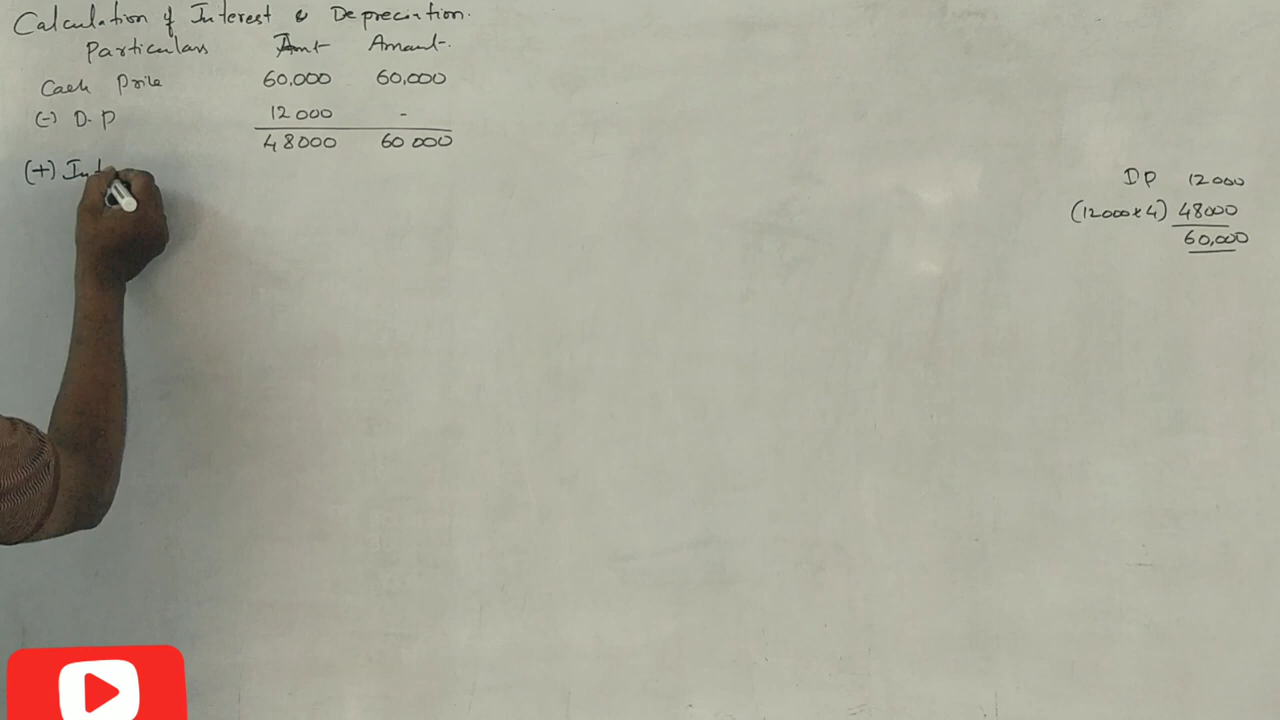 Calculation of Interest & Depreciation.
Particulars Amt Amount.
Cash Price 60,000 60,000
(-) D.P 12000 -
48000 60000
(+) Int
DP 12000
(12000x4) 48000
60,000